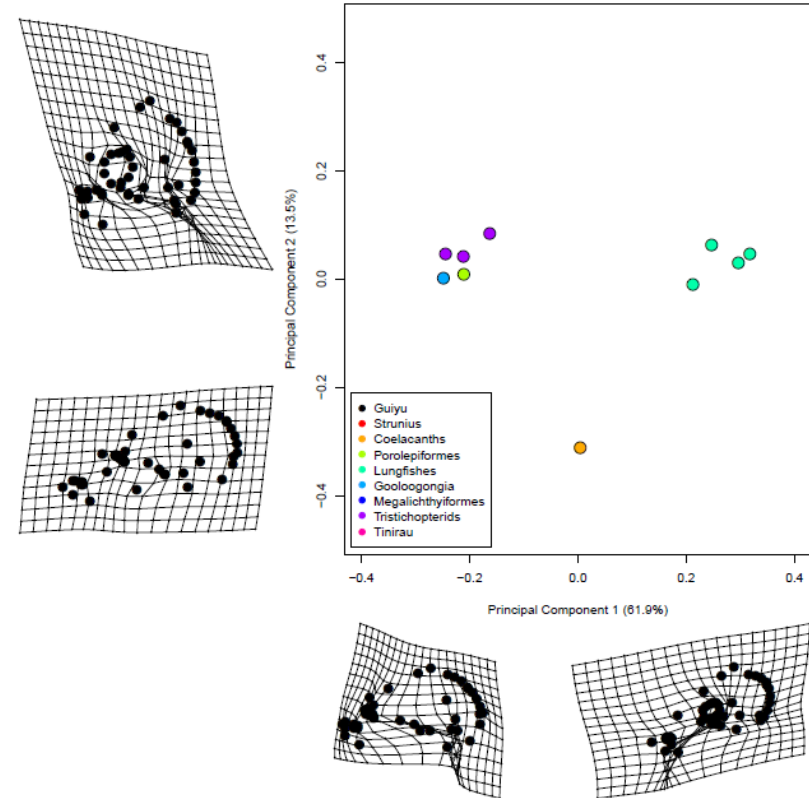 0.4
0.2
0.0
−0.2
−0.4
Principal Component 2 (13.5%)
Guiyu
Strunius
Coelacanths
Porolepiformes
Lungfishes
Gooloogongia
Megalichthyiformes
Tristichopterids
Tinirau
−0.4
−0.2
0.0
0.2
0.4
Principal Component 1 (61.9%)